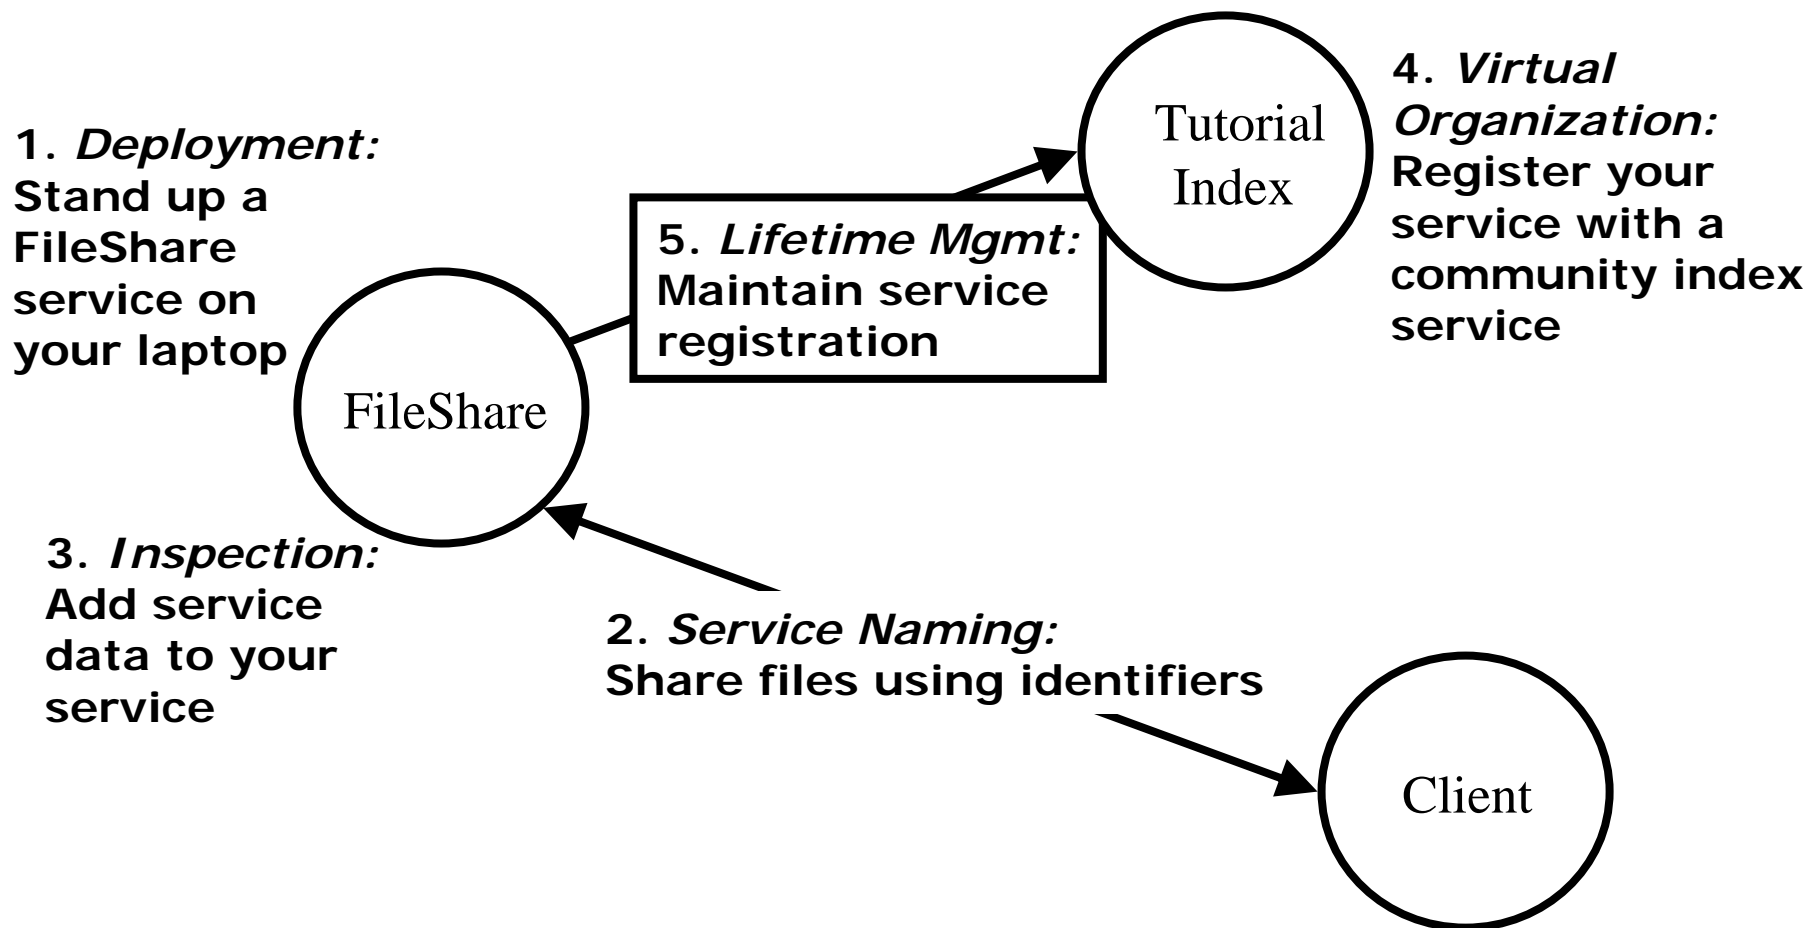 1. Deployment:
Stand up a
FileShare
service on
your laptop
FileShare
3. Inspection:
Add service
data to your
service
5. Lifetime Mgmt:
Maintain service
registration
Tutorial
Index
4. Virtual
Organization:
Register your
service with a
community index
service
2. Service Naming:
Share files using identifiers
Client